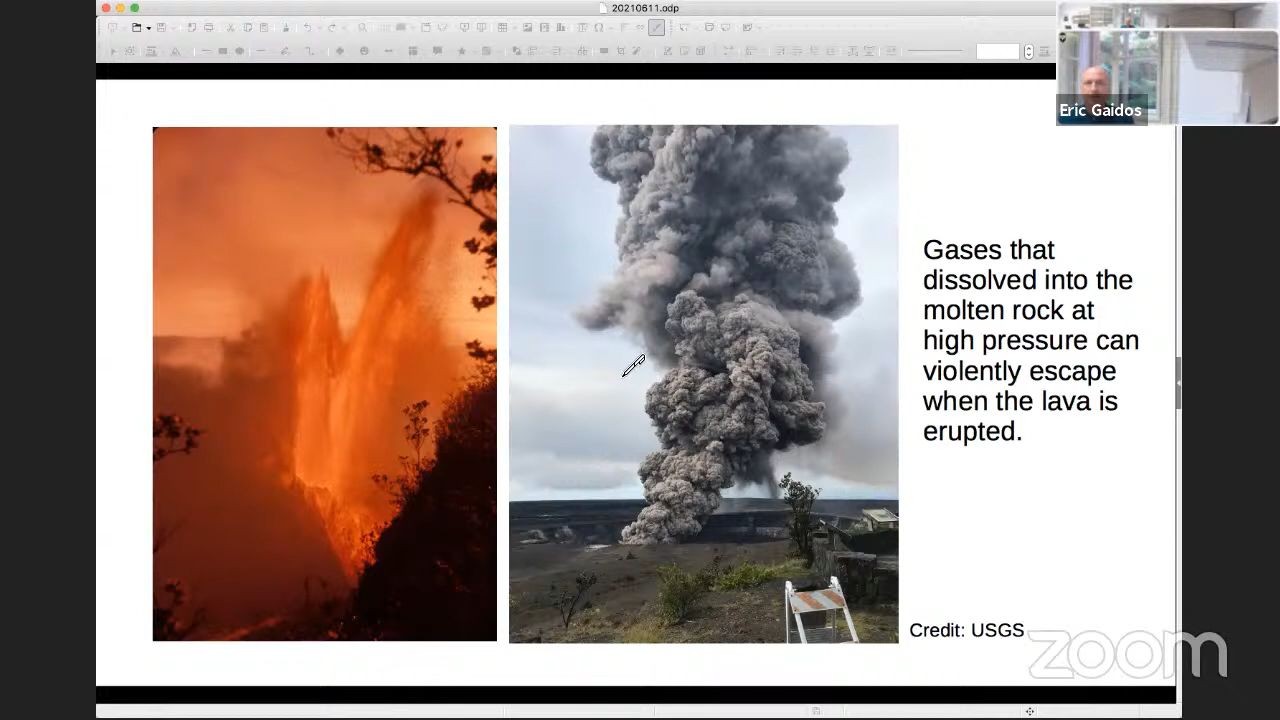 20210611.odp
Eric Gaidos
Gases that
dissolved into the
molten rock at
high pressure can
violently escape
when the lava is
erupted.
Credit: USGS
zoom